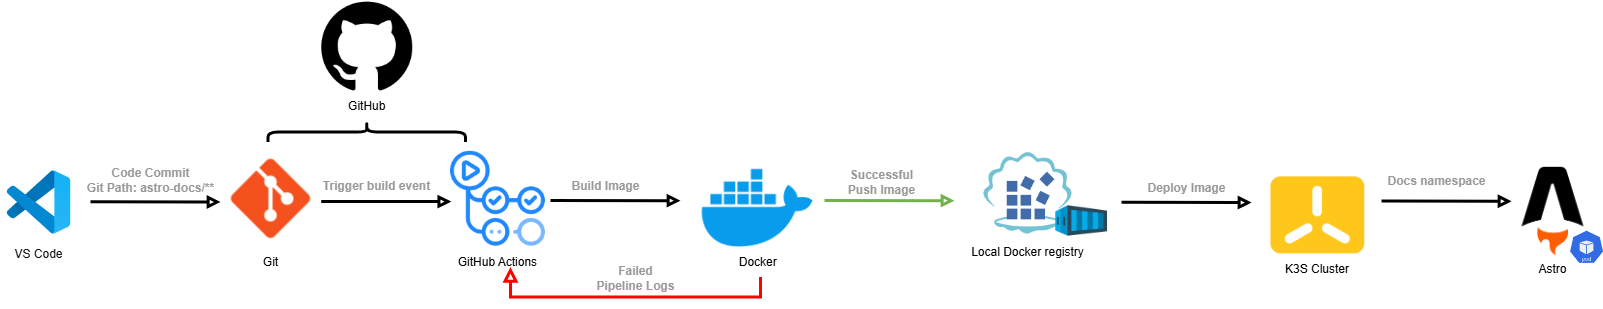 GitHub
Code Commit
Git Path: astro-docs/**
Trigger build event
Build Image
Successful
Push Image
Deploy Image
Docs namespace
VS Code
Git
GitHub Actions
Docker
Local Docker registry
K3S Cluster
Astro
pod
Failed
Pipeline Logs